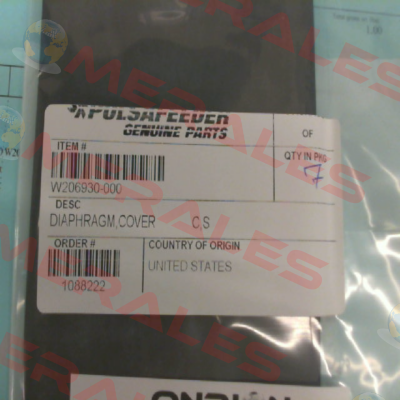 PULSAFEEDER
GENUINE PARTS
ITEM #
W206930-000
OF
QTY IN PKG
7
DESC
DIAPHRAGM,COVER C,S
ORDER #
1088222
COUNTRY OF ORIGIN
UNITED STATES
MERALES